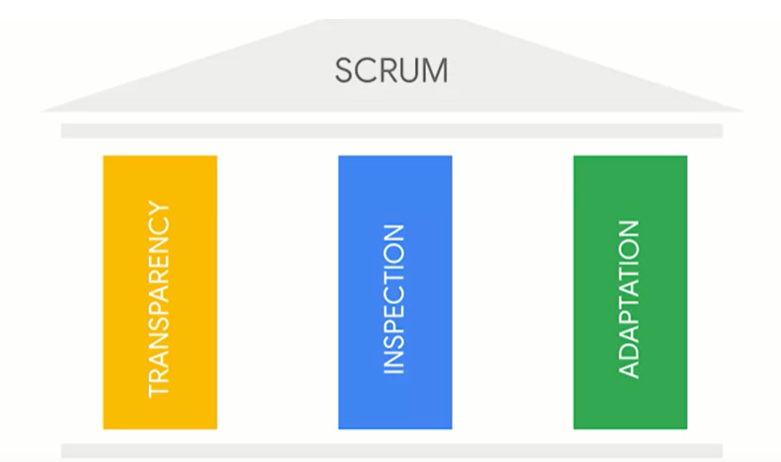 SCRUM
TRANSPARENCY
INSPECTION
ADAPTATION